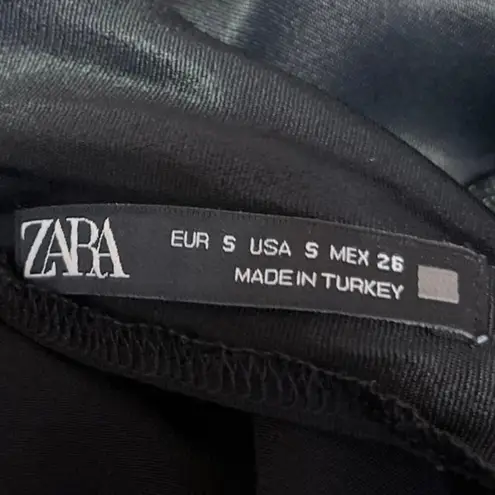 ZARA
EUR S USA S MEX 26
MADE IN TURKEY